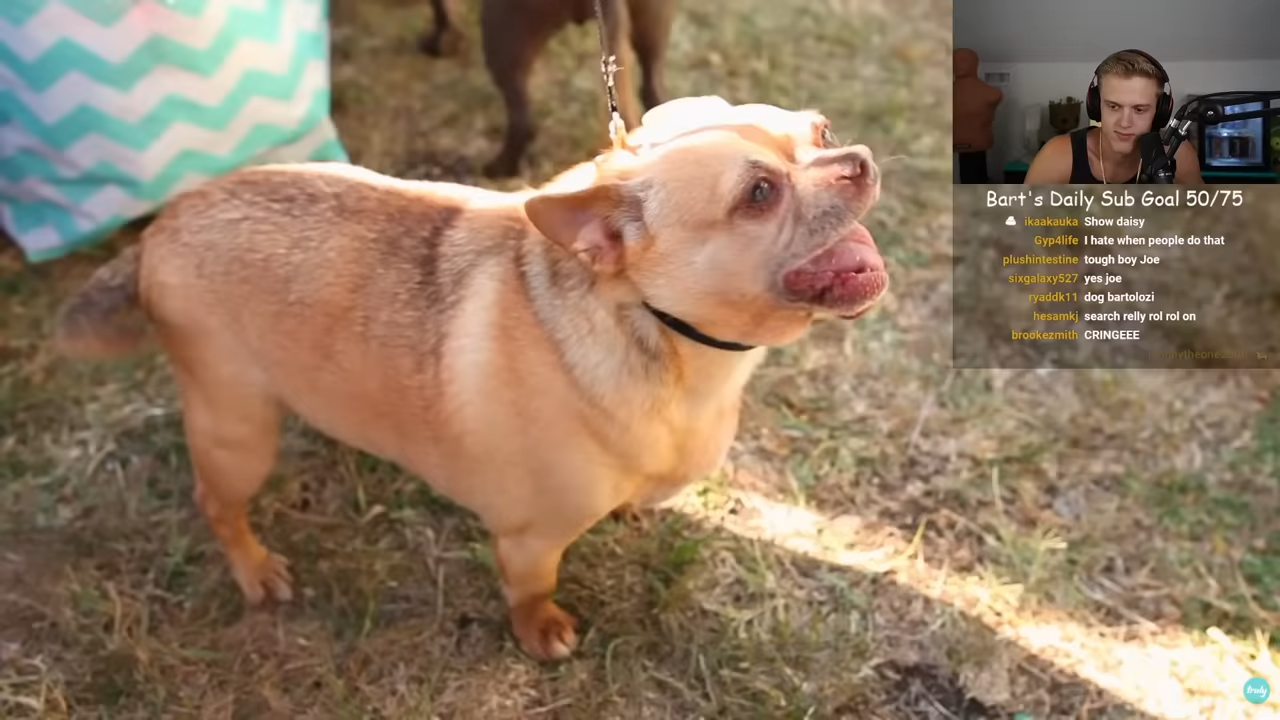 Bart's Daily Sub Goal 50/75
ikaakauka Show daisy
Gyp4life I hate when people do that
plushintestine tough boy Joe
sixgalaxy527 yes joe
ryaddk11 dog bartolozi
hesamkj search relly rol rol on
brookezmith CRINGEEE
truly